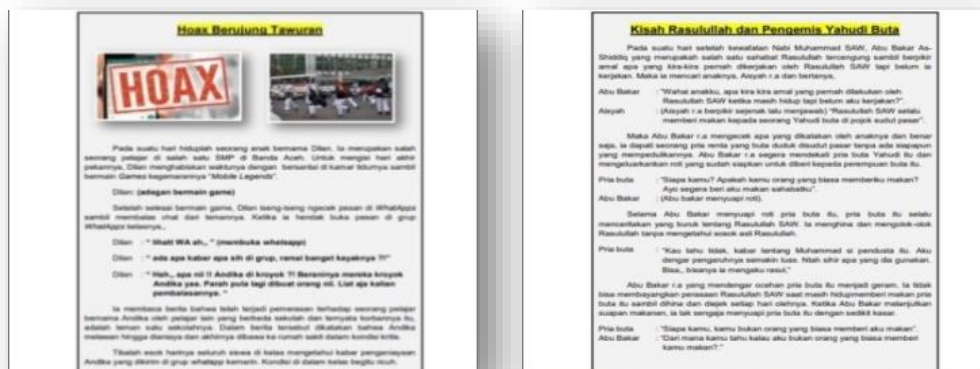 Hoax Berujung Tawuran
HOAX
Pada suatu hari hiduplah seorang anak bernama Dilan. Ia merupakan salah
seorang pelajar di salah satu SMP di Banda Aceh. Untuk mengisi hari akhir
pekannya, Dilan menghabiskan waktunya dengan bersantai di kamar tidurnya sambil
bermain Games kegemarannya "Mobile Legends".
Dilan: (adegan bermain game)
Setelah selesai bermain game, Dilan iseng-iseng ngecek pesan di WhatApps
sambil membalas chat dari temannya. Ketika ia hendak buka pesan di grup
WhatApps kelasnya,,
Dilan : " lihatt WA ah,, " (membuka whatsapp)
Dilan : " ada apa kabar apa sih di grup, ramai banget kayaknya ?!"
Dilan : " Hah,, apa nii !! Andika di kroyok ?! Beraninya mereka kroyok
Andika yaa. Parah pula lagi dibuat orang nii. Liat aja kalian
pembalasannya. "
Ia membaca berita bahwa telah terjadi pemerasan terhadap seorang pelajar
bernama Andika oleh pelajar lain yang berbeda sekolah dan ternyata korbannya itu,
adalah teman satu sekolahnya. Dalam berita tersebut dikatakan bahwa Andika
melawan hingga dianiaya dan akhirnya dibawa ke rumah sakit dalam kondisi kritis.
Tibalah esok harinya seluruh siswa di kelas mengetahui kabar penganiayaan
Andika yang dikirim di grup whatapp kemarin. Kondisi di dalam kelas begitu ricuh.
Kisah Rasulullah dan Pengemis Yahudi Buta
Pada suatu hari setelah kewafatan Nabi Muhammad SAW, Abu Bakar As-
Shiddiq yang merupakah salah satu sahabat Rasulullah tercengung sambil berpikir
amal apa yang kira-kira pernah dikerjakan oleh Rasulullah SAW tapi belum ia
kerjakan. Maka ia mencari anaknya, Aisyah r.a dan bertanya,
Abu Bakar : "Wahai anakku, apa kira kira amal yang pernah dilakukan oleh
Rasulullah SAW ketika masih hidup tapi belum aku kerjakan?".
Aisyah : (Aisyah r.a berpikir sejenak lalu menjawab) "Rasulullah SAW selalu
memberi makan kepada seorang Yahudi buta di pojok sudut pasar".
Maka Abu Bakar r.a mengecek apa yang dikatakan oleh anaknya dan benar
saja, ia dapati seorang pria renta yang buta duduk disudut pasar tanpa ada siapapun
yang mempedulikannya. Abu Bakar r.a segera mendekati pria buta Yahudi itu dan
mengeluarkankan roti yang sudah siapkan untuk diberi kepada perempuan buta itu.
Pria buta : "Siapa kamu? Apakah kamu orang yang biasa memberiku makan?
Ayo segera beri aku makan sahabatku".
Abu Bakar : (Abu bakar menyuapi roti).
Selama Abu Bakar menyuapi roti pria buta itu, pria buta itu selalu
menceritakan yang buruk tentang Rasulullah SAW. Ia menghina dan mengolok-olok
Rasulullah tanpa mengetahui sosok asli Rasulullah.
Pria buta : "Kau tahu tidak, kabar tentang Muhammad si pendusta itu. Aku
dengar pengaruhnya semakin luas. Ntah sihir apa yang dia gunakan.
Bisa,, bisanya ia mengaku rasul,"
Abu Bakar r.a yang mendengar ocehan pria buta itu menjadi geram. Ia tidak
bisa membayangkan perasaan Rasulullah SAW saat masih hidupmemberi makan pria
buta itu sambil dihina dan diejek setiap hari olehnya. Ketika Abu Bakar melanjutkan
suapan makanan, ia tak sengaja menyuapi pria buta itu dengan sedikit kasar.
Pria buta : "Siapa kamu, kamu bukan orang yang biasa memberi aku makan".
Abu Bakar : "Dari mana kamu tahu kalau aku bukan orang yang biasa memberi
kamu makan? "